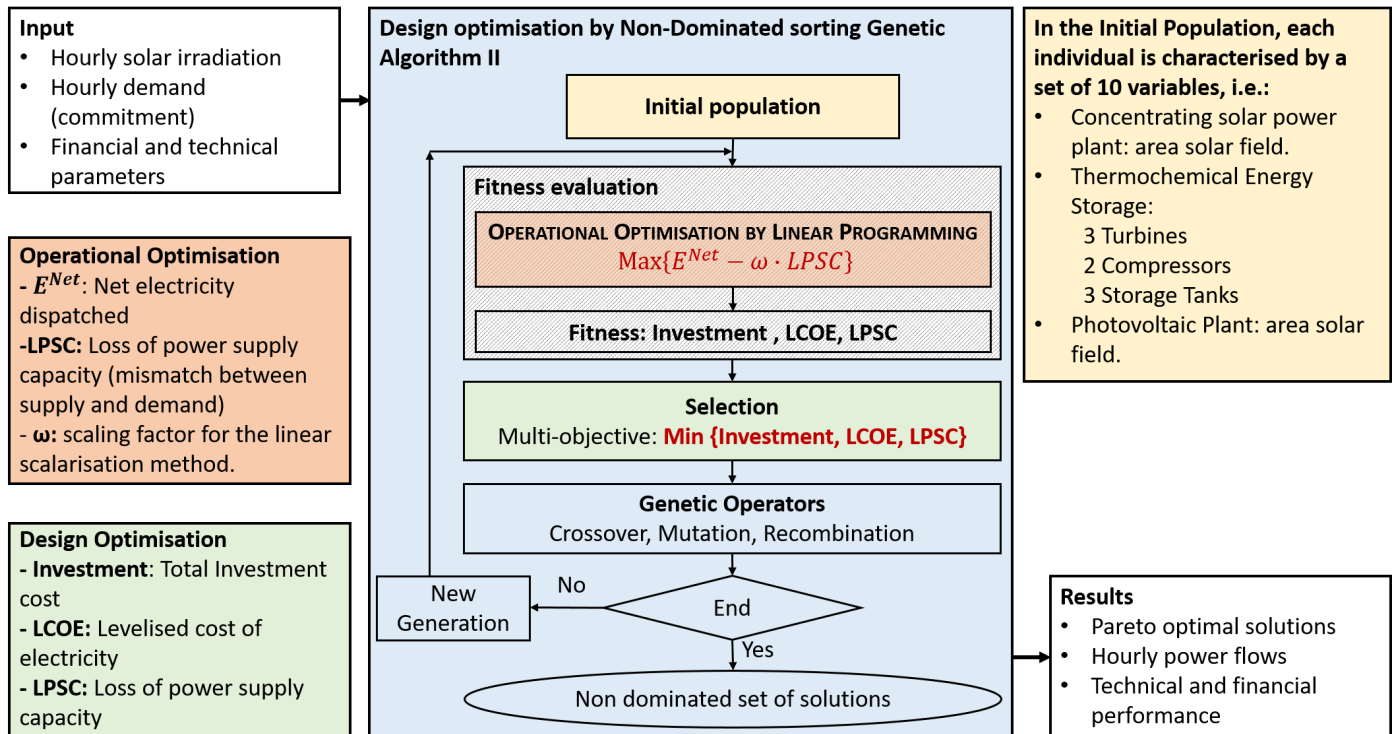 Input
• Hourly solar irradiation
• Hourly demand
(commitment)
• Financial and technical
parameters
Operational Optimisation
- E^Net: Net electricity
dispatched
-LPSC: Loss of power supply
capacity (mismatch between
supply and demand)
- ω: scaling factor for the linear
scalarisation method.
Design Optimisation
- Investment: Total Investment
cost
- LCOE: Levelised cost of
electricity
- LPSC: Loss of power supply
capacity
Design optimisation by Non-Dominated sorting Genetic
Algorithm II
Initial population
Fitness evaluation
OPERATIONAL OPTIMISATION BY LINEAR PROGRAMMING
Max{E^Net − ω · LPSC}
Fitness: Investment , LCOE, LPSC
Selection
Multi-objective: Min {Investment, LCOE, LPSC}
Genetic Operators
Crossover, Mutation, Recombination
New
Generation
No
End
Yes
Non dominated set of solutions
In the Initial Population, each
individual is characterised by a
set of 10 variables, i.e.:
• Concentrating solar power
plant: area solar field.
• Thermochemical Energy
Storage:
3 Turbines
2 Compressors
3 Storage Tanks
• Photovoltaic Plant: area solar
field.
Results
• Pareto optimal solutions
• Hourly power flows
• Technical and financial
performance